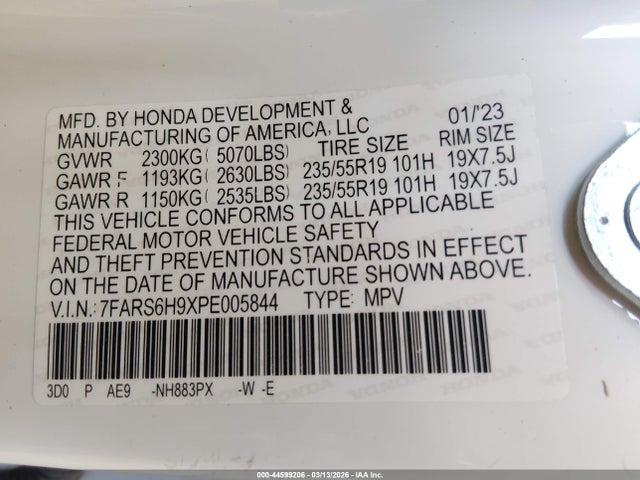 MFD. BY HONDA DEVELOPMENT & 01/'23
MANUFACTURING OF AMERICA, LLC
TIRE SIZE RIM SIZE
GVWR 2300KG( 5070LBS)
GAWR F 1193KG( 2630LBS) 235/55R19 101H 19X7.5J
GAWR R 1150KG( 2535LBS) 235/55R19 101H 19X7.5J
THIS VEHICLE CONFORMS TO ALL APPLICABLE
FEDERAL MOTOR VEHICLE SAFETY
AND THEFT PREVENTION STANDARDS IN EFFECT
ON THE DATE OF MANUFACTURE SHOWN ABOVE.
V.I.N.: 7FARS6H9XPE005844 TYPE: MPV
3D0 P AE9 -NH883PX -W -E
000-44599206 - 03/13/2026 - IAA Inc.